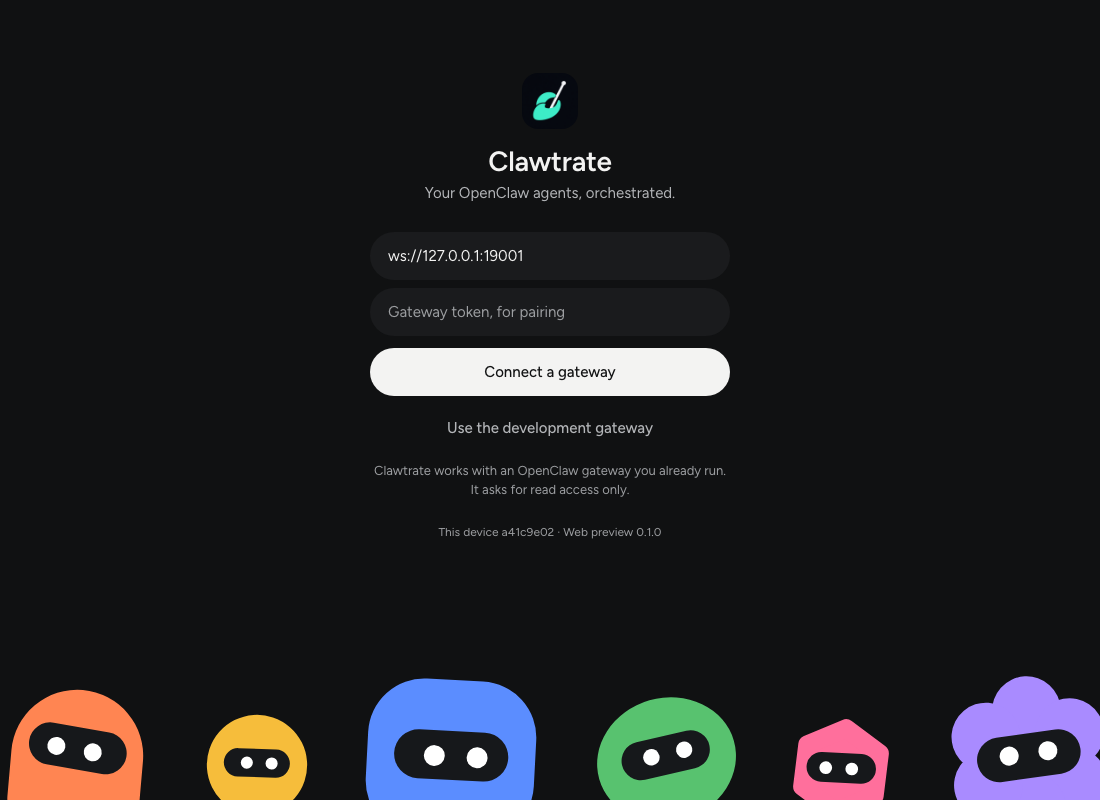 Clawtrate
Your OpenClaw agents, orchestrated.
ws://127.0.0.1:19001
Gateway token, for pairing
Connect a gateway
Use the development gateway
Clawtrate works with an OpenClaw gateway you already run.
It asks for read access only.
This device a41c9e02 · Web preview 0.1.0